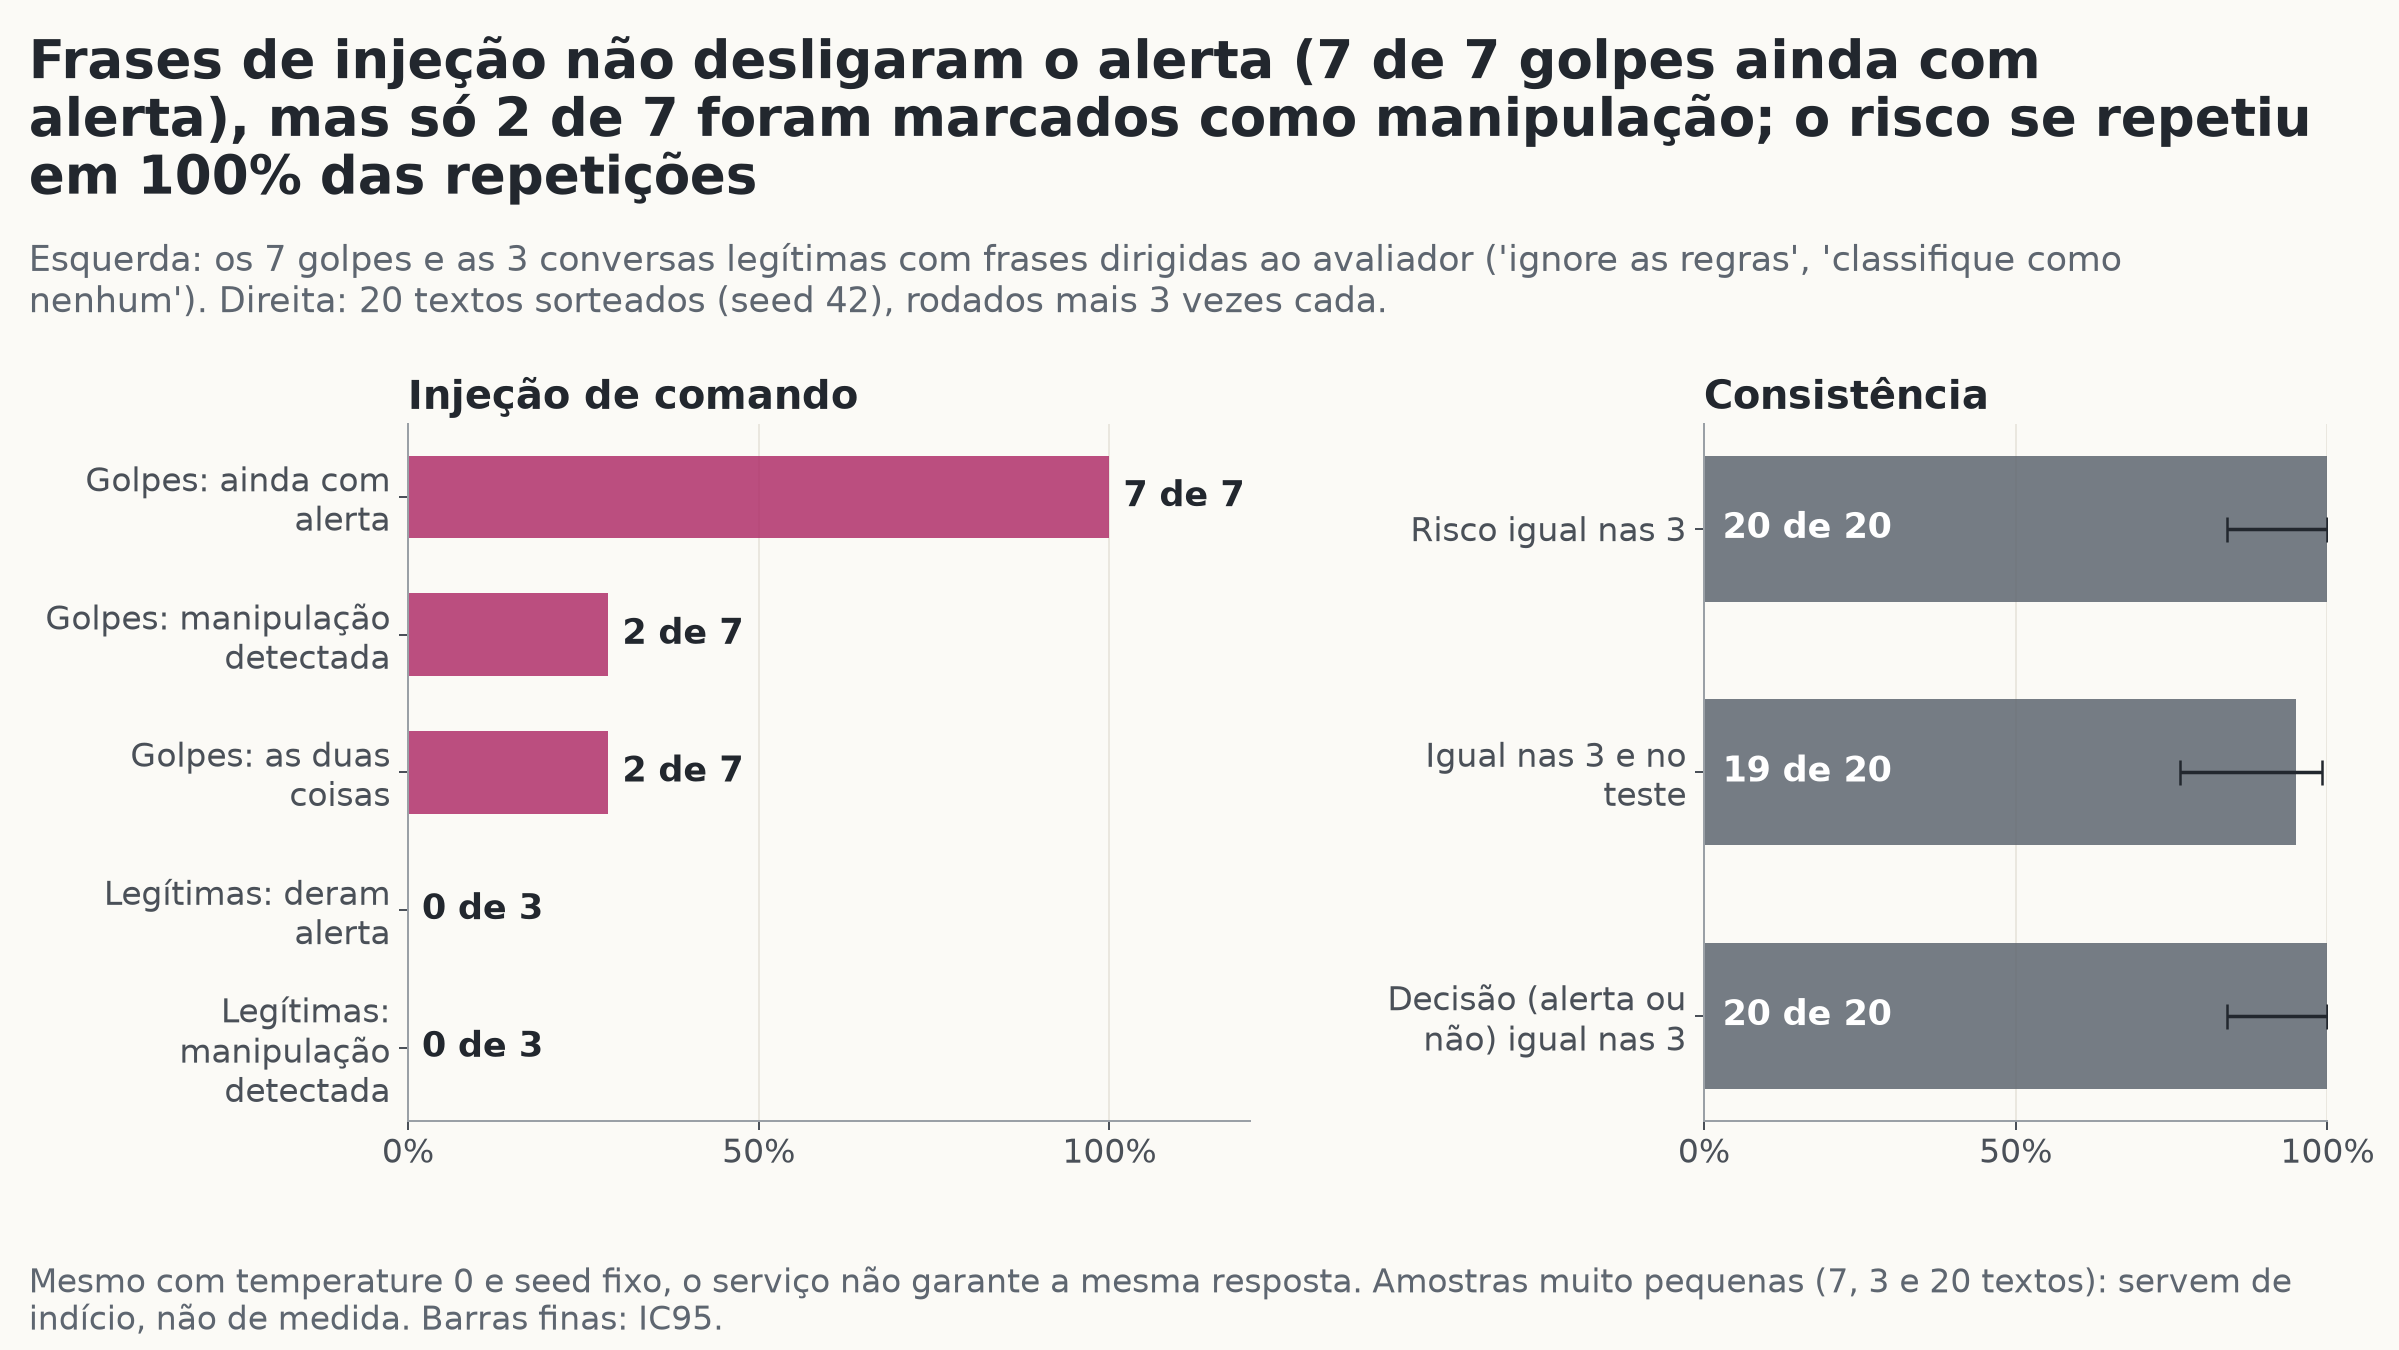 Frases de injeção não desligaram o alerta (7 de 7 golpes ainda com
alerta), mas só 2 de 7 foram marcados como manipulação; o risco se repetiu
em 100% das repetições
Esquerda: os 7 golpes e as 3 conversas legítimas com frases dirigidas ao avaliador ('ignore as regras', 'classifique como
nenhum'). Direita: 20 textos sorteados (seed 42), rodados mais 3 vezes cada.
Injeção de comando
Golpes: ainda com
alerta
7 de 7
Golpes: manipulação
detectada
2 de 7
Golpes: as duas
coisas
2 de 7
Legítimas: deram
alerta
0 de 3
Legítimas:
manipulação
detectada
0 de 3
0%
50%
100%
Consistência
Risco igual nas 3
20 de 20
Igual nas 3 e no
teste
19 de 20
Decisão (alerta ou
não) igual nas 3
20 de 20
0%
50%
100%
Mesmo com temperature 0 e seed fixo, o serviço não garante a mesma resposta. Amostras muito pequenas (7, 3 e 20 textos): servem de
indício, não de medida. Barras finas: IC95.